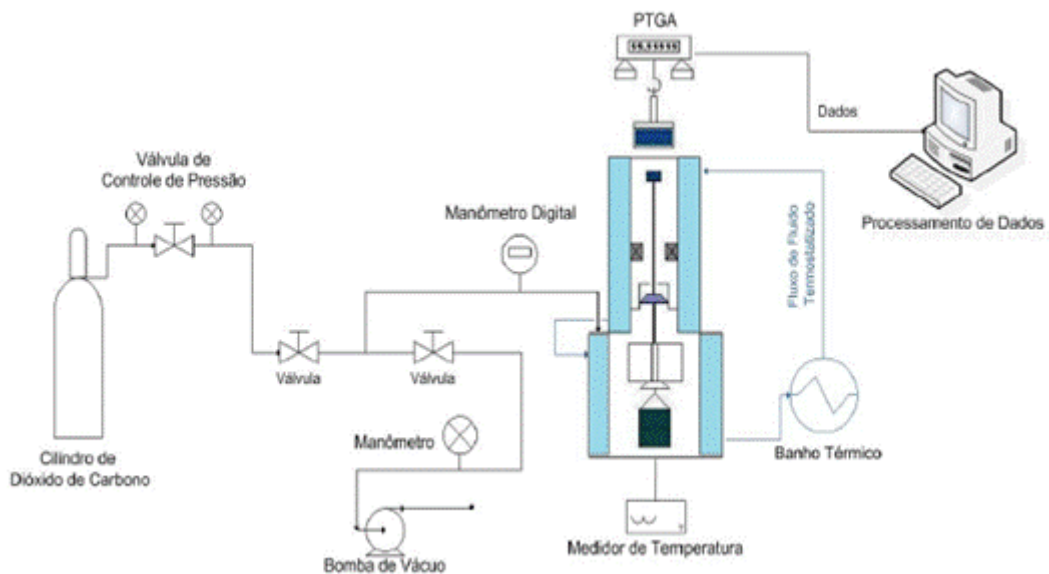 PTGA
Dados
Válvula de
Controle de Pressão
Manômetro Digital
Processamento de Dados
Fluxo de Fluido
Termostatizado
Válvula
Válvula
Manômetro
Cilindro de
Dióxido de Carbono
Banho Térmico
Medidor de Temperatura
Bomba de Vácuo